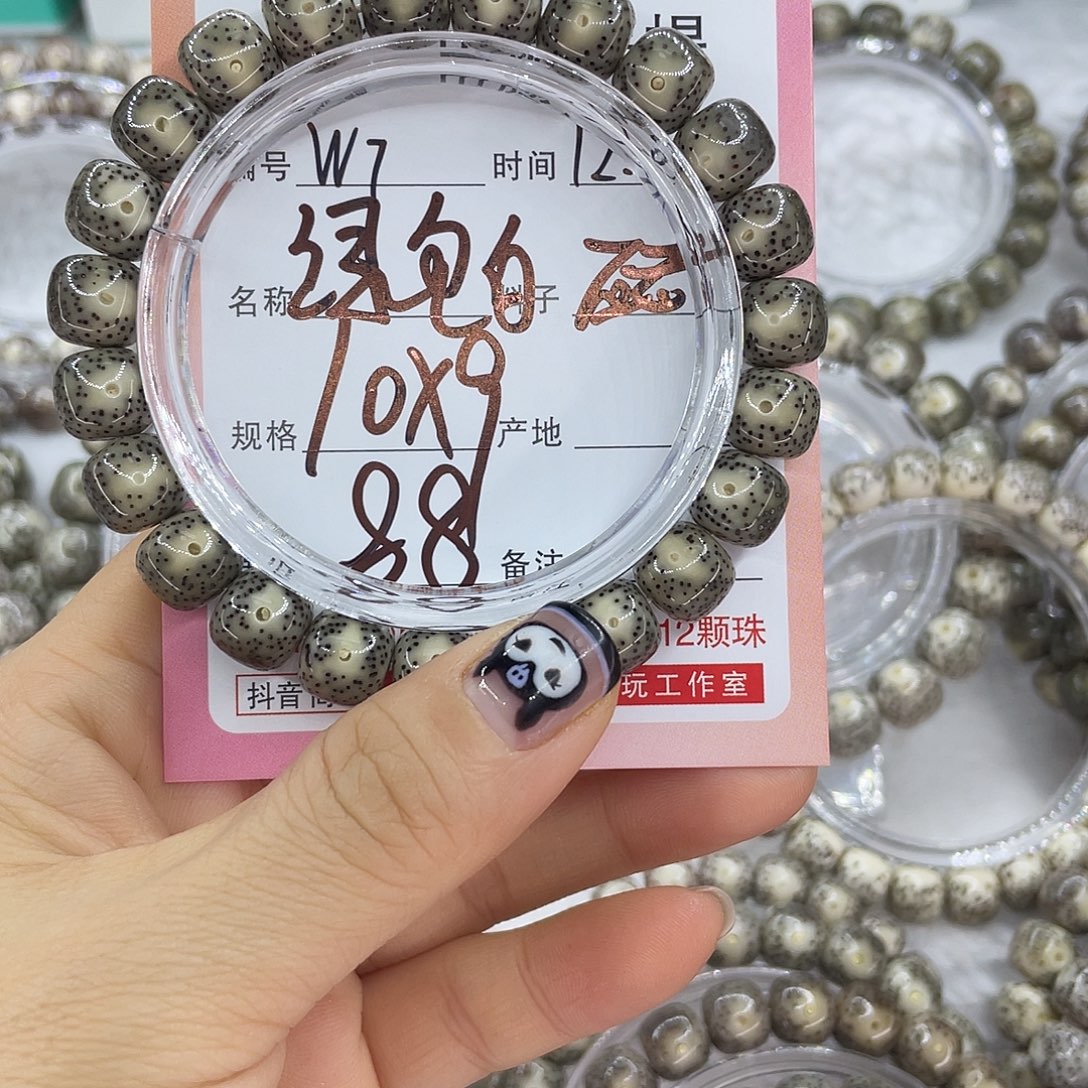 编号 W7 时间 12.
名称 绿包白 子
规格 10X9 产地
88 备注
12颗珠
抖音 玩工作室